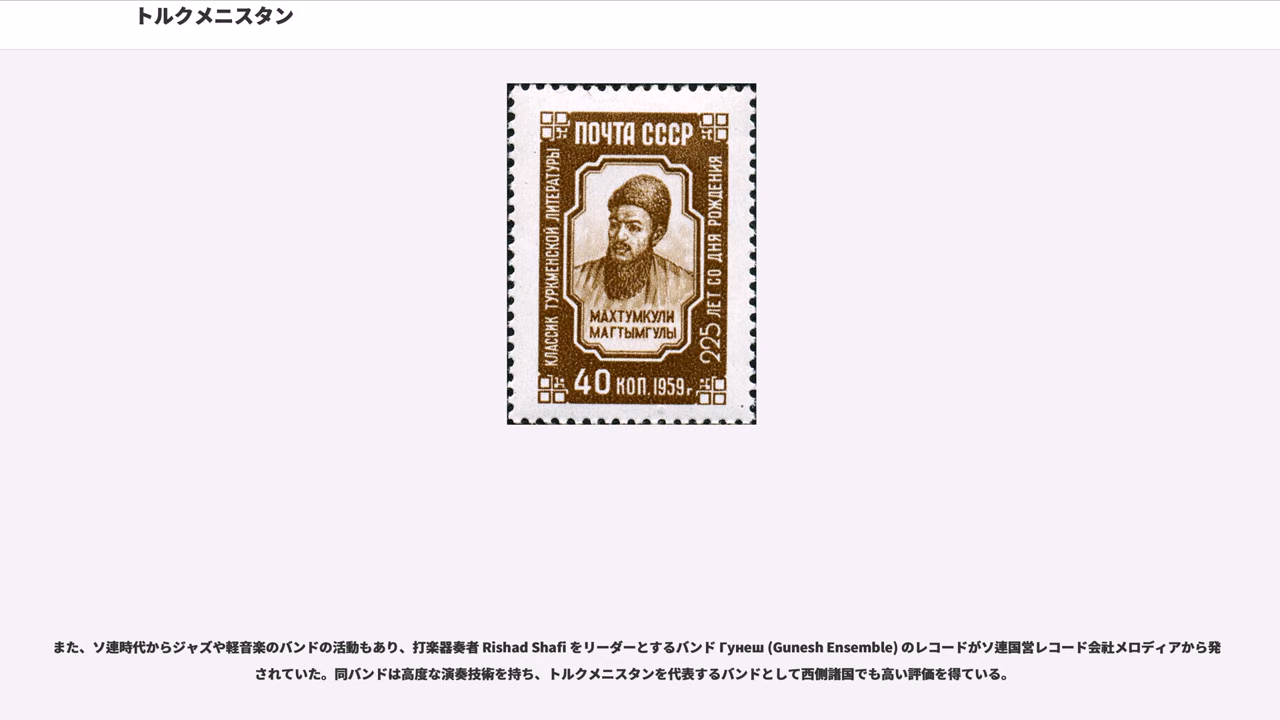 トルクメニスタン
ПОЧТА СССР
КЛАССИК ТУРКМЕНСКОЙ ЛИТЕРАТУРЫ
225 ЛЕТ СО ДНЯ РОЖДЕНИЯ
МАХТУМКУЛИ
МАГТЫМГУЛЫ
40 КОП. 1959 г.
また、ソ連時代からジャズや軽音楽のバンドの活動もあり、打楽器奏者 Rishad Shafi をリーダーとするバンド Гунеш (Gunesh Ensemble) のレコードがソ連国営レコード会社メロディアから発
されていた。同バンドは高度な演奏技術を持ち、トルクメニスタンを代表するバンドとして西側諸国でも高い評価を得ている。